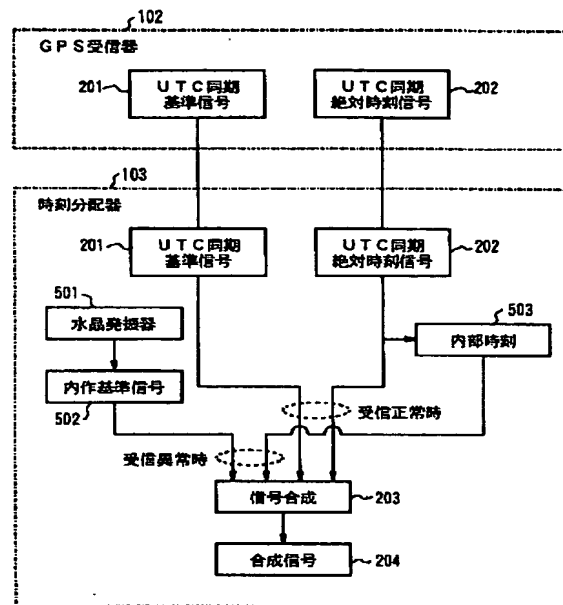 102
GPS受信器
201
UTC同期
基準信号
UTC同期
絶対時刻信号
202
103
時刻分配器
201
UTC同期
基準信号
UTC同期
絶対時刻信号
202
501
水晶発振器
503
内部時刻
内作基準信号
502
受信正常時
受信異常時
信号合成
203
合成信号
204